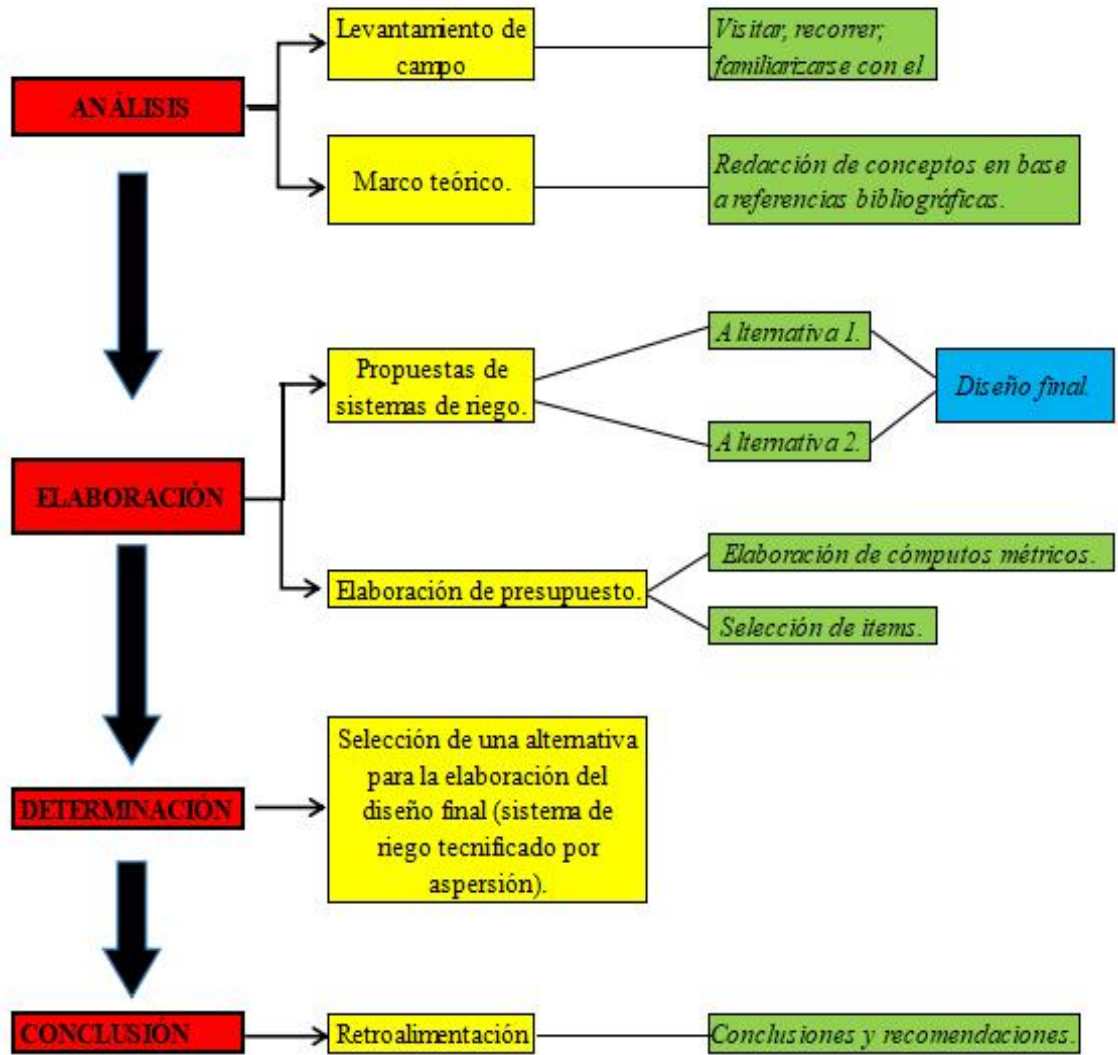 ANÁLISIS
Levantamiento de
campo
Visitar, recorrer;
familiarizarse con el
Marco teórico.
Redacción de conceptos en base
a referencias bibliográficas.
ELABORACIÓN
Propuestas de
sistemas de riego.
Alternativa 1.
Alternativa 2.
Diseño final.
Elaboración de presupuesto.
Elaboración de cómputos métricos.
Selección de items.
DETERMINACIÓN
Selección de una alternativa
para la elaboración del
diseño final (sistema de
riego tecnificado por
aspersión).
CONCLUSIÓN
Retroalimentación
Conclusiones y recomendaciones.